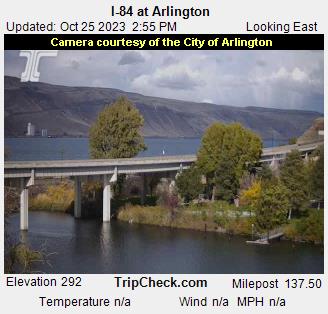 I-84 at Arlington
Updated: Oct 25 2023 2:55 PM Looking East
Camera courtesy of the City of Arlington
Elevation 292 TripCheck.com Milepost 137.50
Temperature n/a Wind n/a MPH n/a